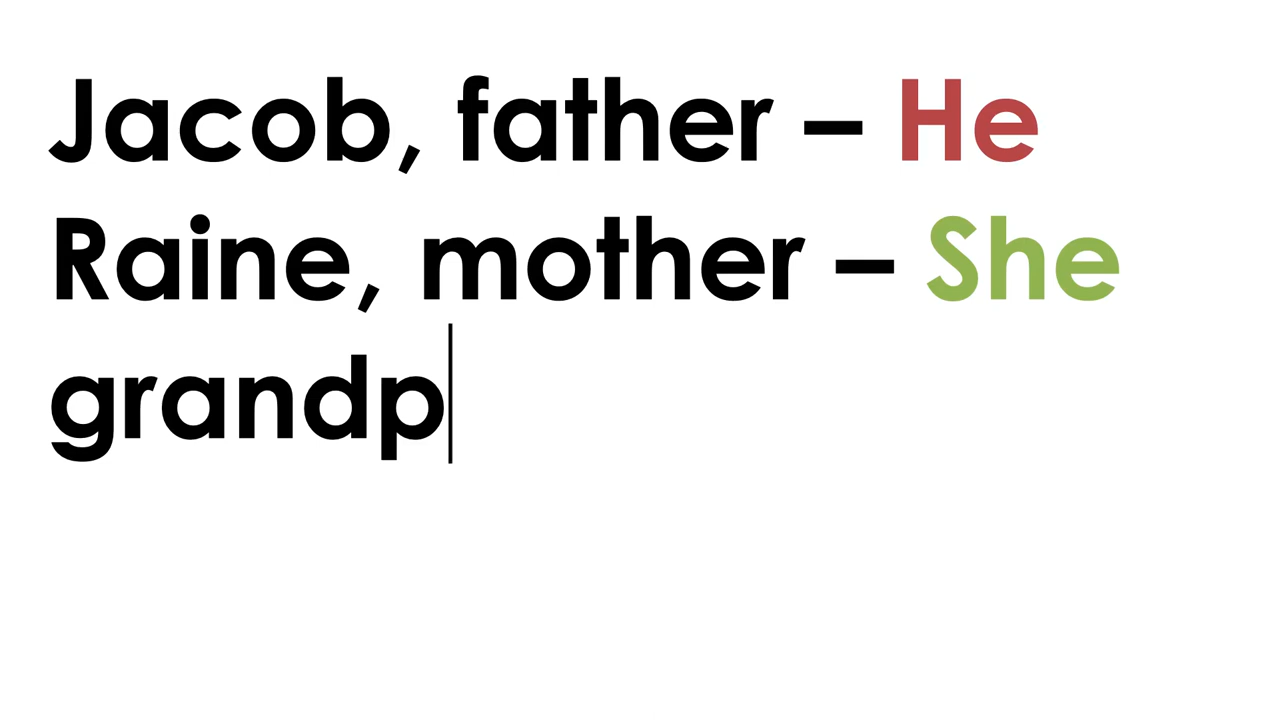 Jacob, father – He
Raine, mother – She
grandp